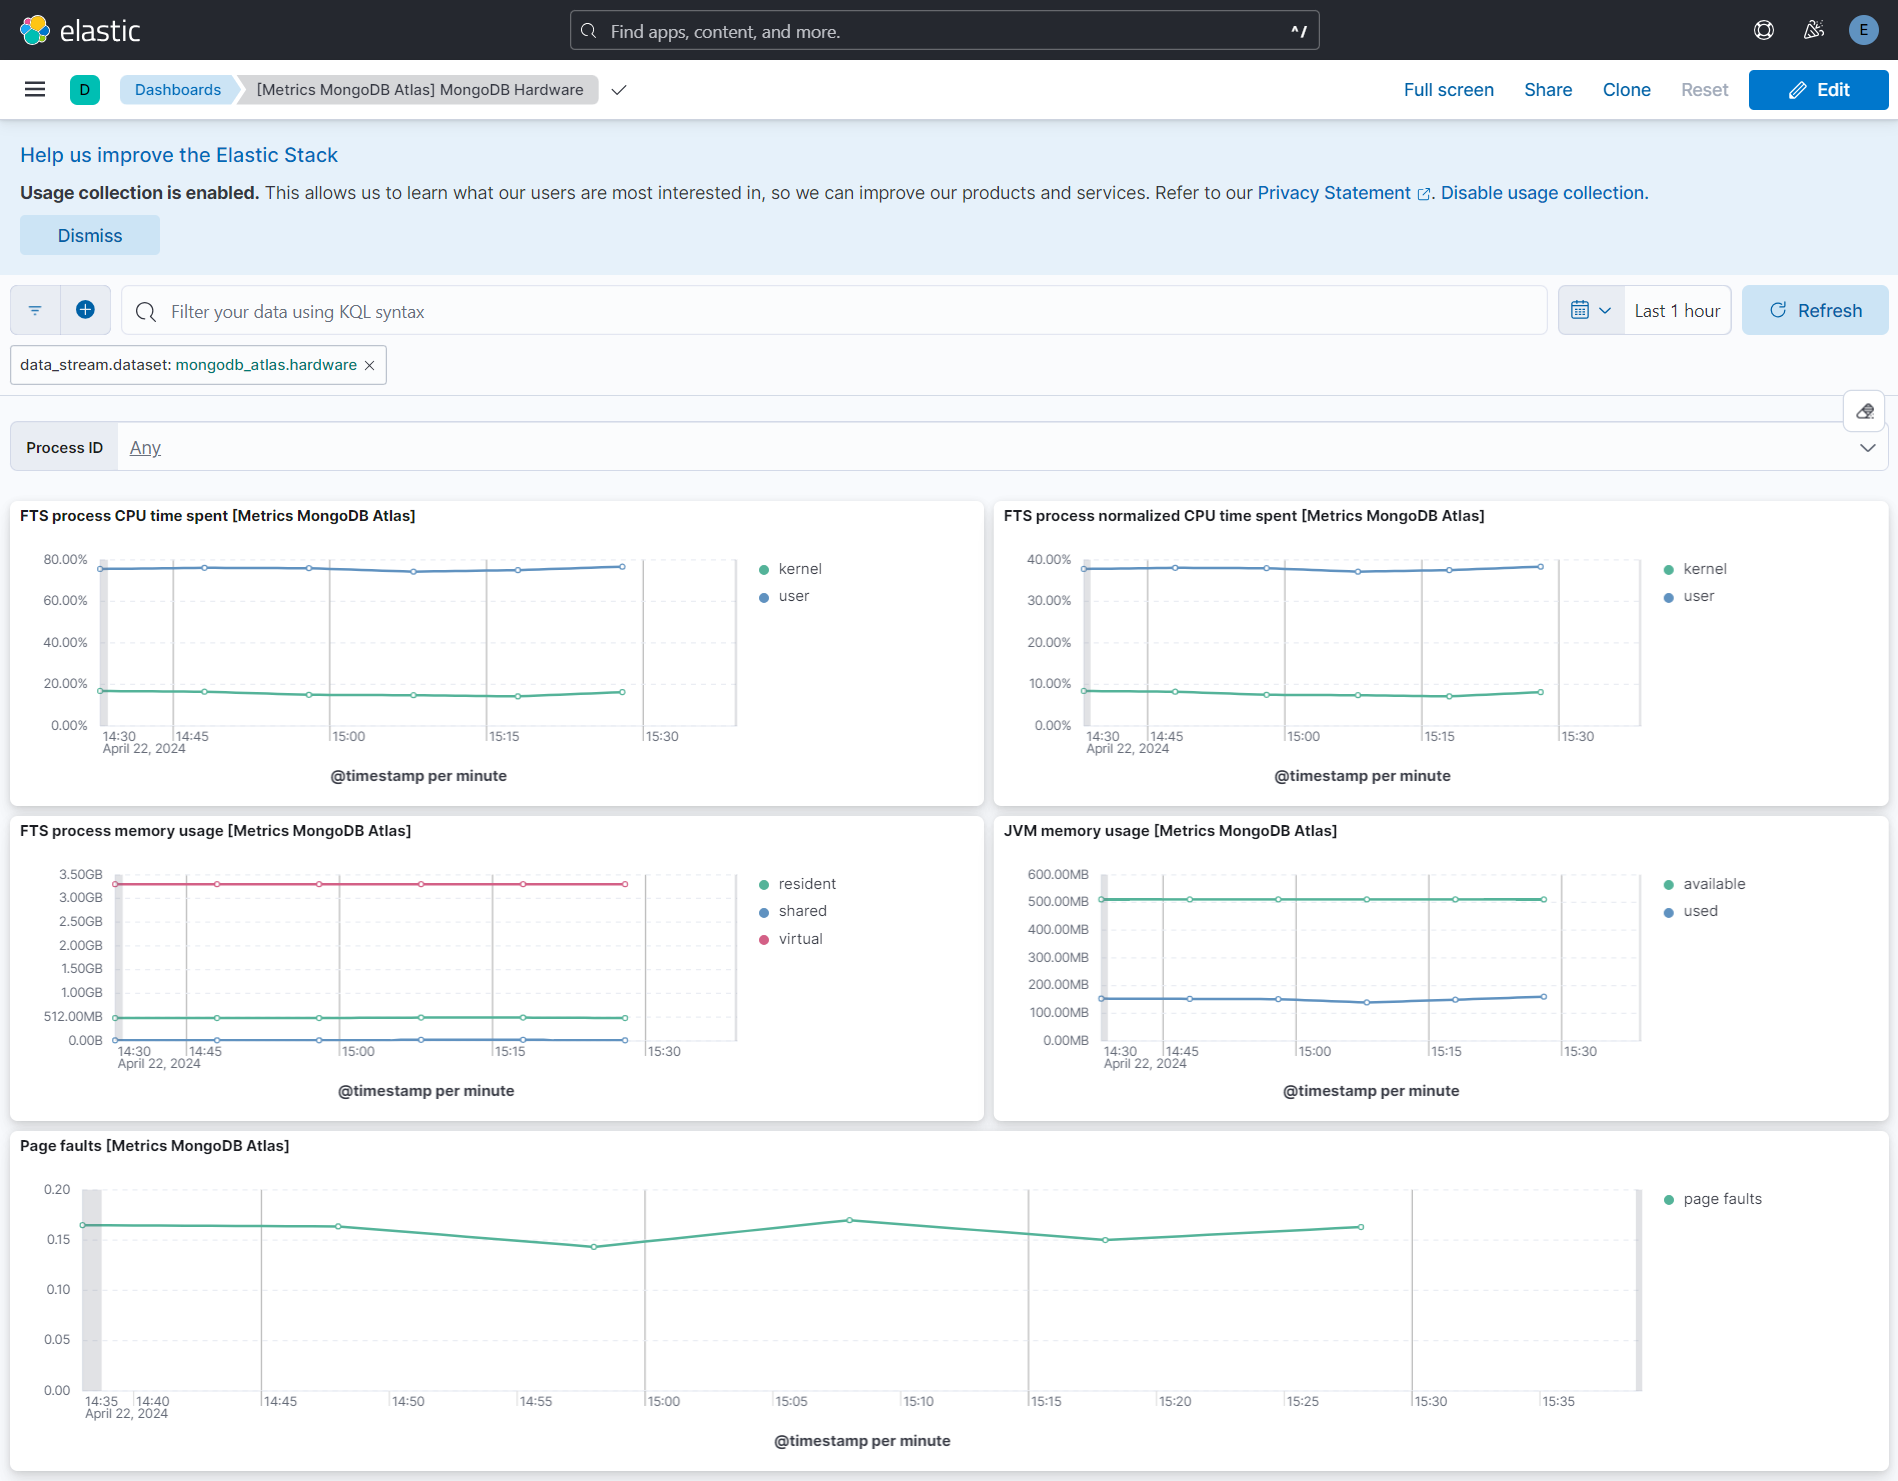 elastic
Find apps, content, and more.
^/
E
D
Dashboards
[Metrics MongoDB Atlas] MongoDB Hardware
Full screen
Share
Clone
Reset
Edit
Help us improve the Elastic Stack
Usage collection is enabled. This allows us to learn what our users are most interested in, so we can improve our products and services. Refer to our Privacy Statement. Disable usage collection.
Dismiss
Filter your data using KQL syntax
Last 1 hour
Refresh
data_stream.dataset: mongodb_atlas.hardware
Process ID
Any
FTS process CPU time spent [Metrics MongoDB Atlas]
80.00%
60.00%
40.00%
20.00%
0.00%
14:30 14:45 15:00 15:15 15:30
April 22, 2024
@timestamp per minute
kernel
user
FTS process normalized CPU time spent [Metrics MongoDB Atlas]
40.00%
30.00%
20.00%
10.00%
0.00%
14:30 14:45 15:00 15:15 15:30
April 22, 2024
@timestamp per minute
kernel
user
FTS process memory usage [Metrics MongoDB Atlas]
3.50GB
3.00GB
2.50GB
2.00GB
1.50GB
1.00GB
512.00MB
0.00B
14:30 14:45 15:00 15:15 15:30
April 22, 2024
@timestamp per minute
resident
shared
virtual
JVM memory usage [Metrics MongoDB Atlas]
600.00MB
500.00MB
400.00MB
300.00MB
200.00MB
100.00MB
0.00MB
14:30 14:45 15:00 15:15 15:30
April 22, 2024
@timestamp per minute
available
used
Page faults [Metrics MongoDB Atlas]
0.20
0.15
0.10
0.05
0.00
14:35 14:40 14:45 14:50 14:55 15:00 15:05 15:10 15:15 15:20 15:25 15:30 15:35
April 22, 2024
@timestamp per minute
page faults